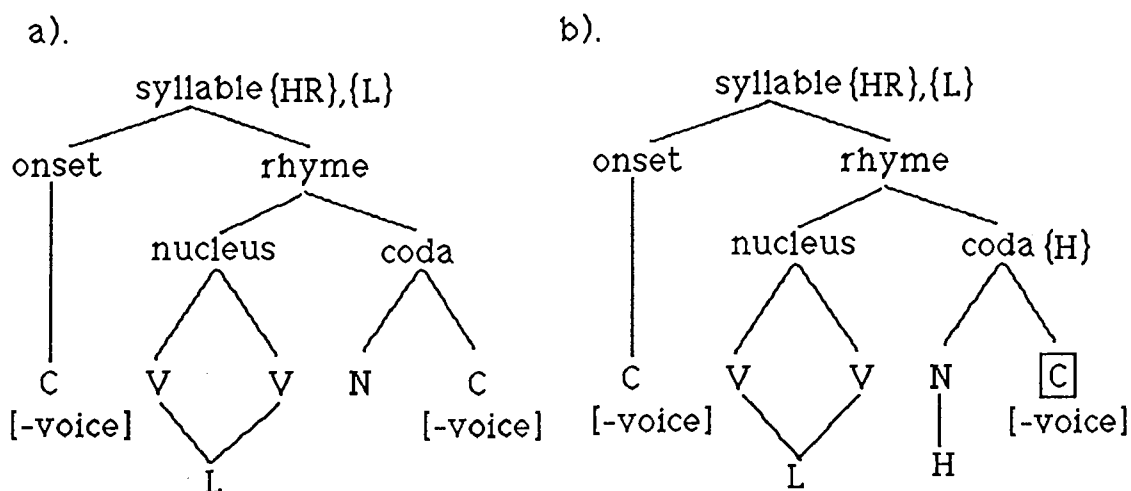 a).
syllable {HR},{L}
onset rhyme
nucleus coda
C V V N C
[-voice] [-voice]
L
b).
syllable {HR},{L}
onset rhyme
nucleus coda {H}
C V V N C
[-voice] [-voice]
L H